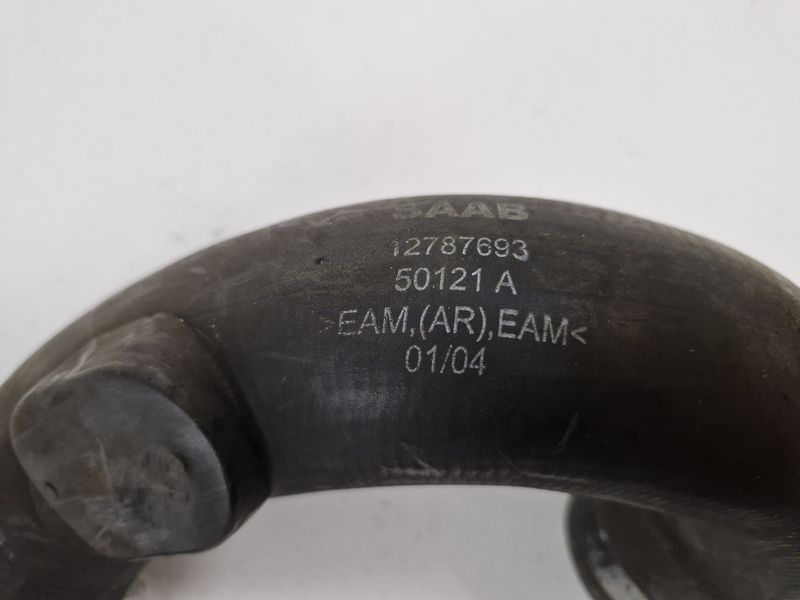 SAAB
12787693
50121 A
>EAM,(AR),EAM<
01/04